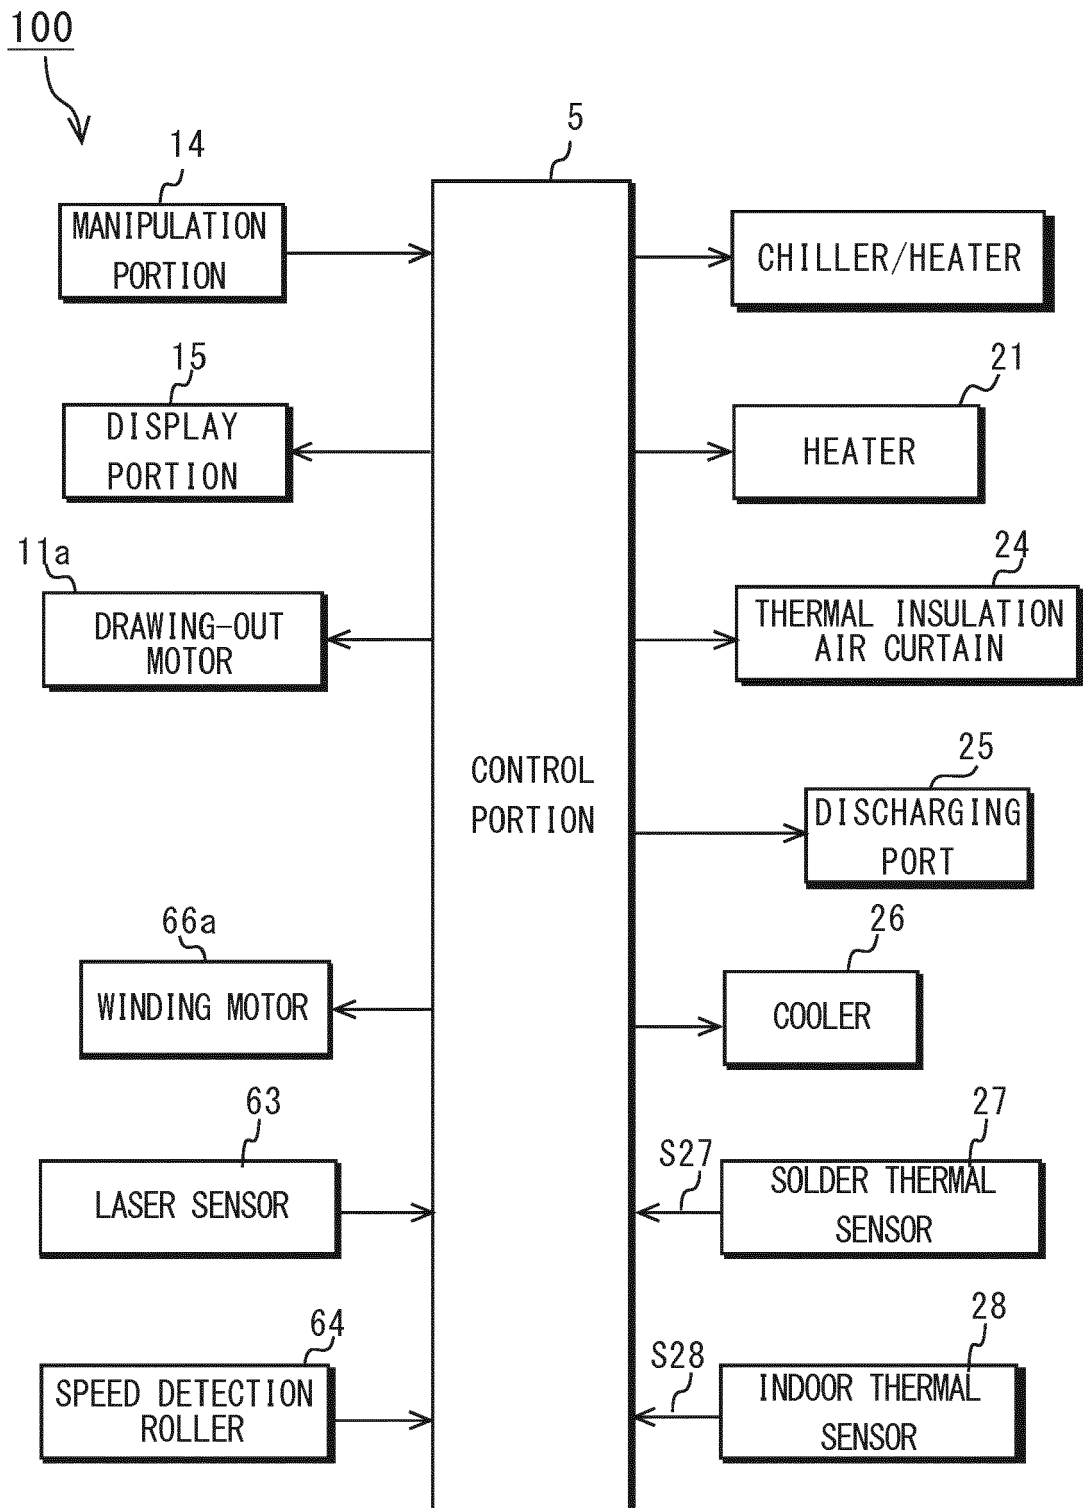 100
14
MANIPULATION
PORTION
15
DISPLAY
PORTION
11a
DRAWING-OUT
MOTOR
66a
WINDING MOTOR
63
LASER SENSOR
64
SPEED DETECTION
ROLLER
5
CONTROL
PORTION
CHILLER/HEATER
21
HEATER
24
THERMAL INSULATION
AIR CURTAIN
25
DISCHARGING
PORT
26
COOLER
27
S27
SOLDER THERMAL
SENSOR
28
S28
INDOOR THERMAL
SENSOR